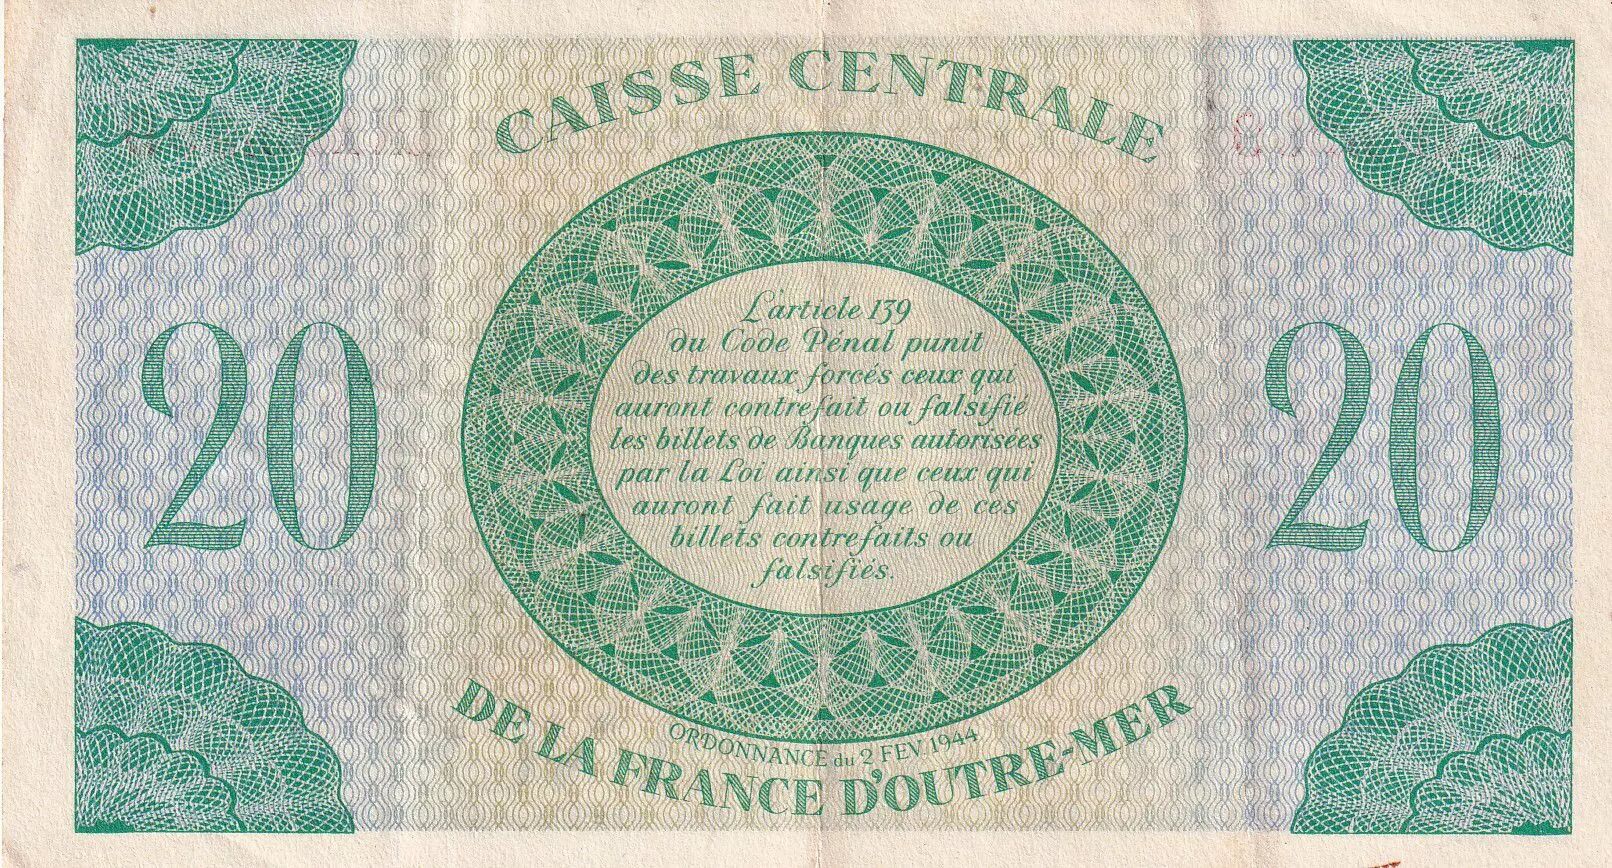 CAISSE CENTRALE
L'article 139
du Code Pénal punit
des travaux forcés ceux qui
auront contrefait ou falsifié
les billets de Banques autorisées
par la Loi ainsi que ceux qui
auront fait usage de ces
billets contrefaits ou
falsifiés.
20
20
ORDONNANCE du 2 FEV 1944
DE LA FRANCE D'OUTRE-MER